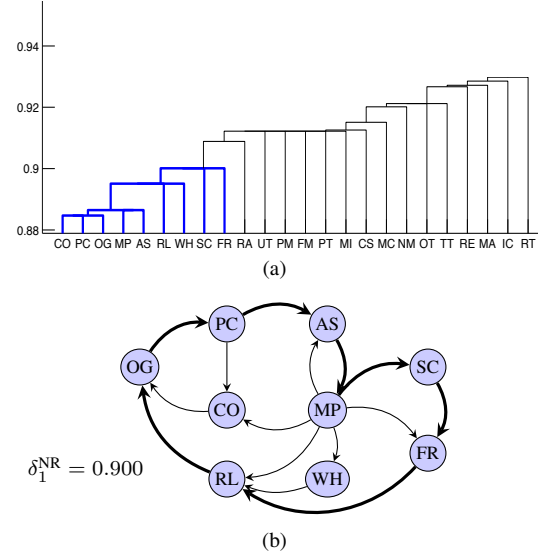 0.94
0.92
0.9
0.88
CO PC OG MP AS RL WH SC FR RA UT PM FM PT MI CS MC NM OT TT RE MA IC RT
(a)
PC AS
OG SC
CO MP
FR
δ₁ᴺᴿ = 0.900 RL WH
(b)